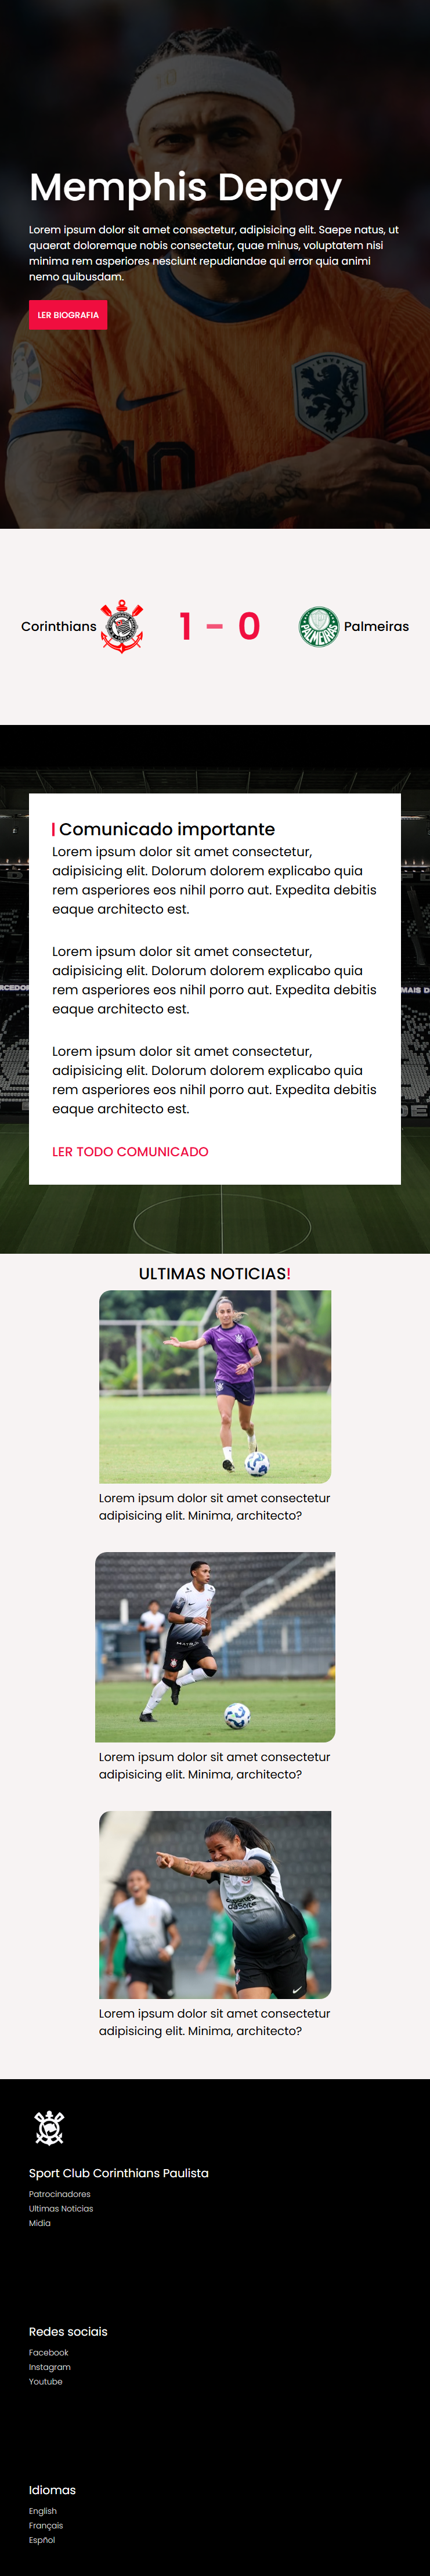 Memphis Depay
Lorem ipsum dolor sit amet consectetur, adipisicing elit. Saepe natus, ut
quaerat doloremque nobis consectetur, quae minus, voluptatem nisi
minima rem asperiores nesciunt repudiandae qui error quia animi
nemo quibusdam.
LER BIOGRAFIA
10
Corinthians
1 - 0
PALMEIRAS
Palmeiras
Comunicado importante
Lorem ipsum dolor sit amet consectetur,
adipisicing elit. Dolorum dolorem explicabo quia
rem asperiores eos nihil porro aut. Expedita debitis
eaque architecto est.
Lorem ipsum dolor sit amet consectetur,
adipisicing elit. Dolorum dolorem explicabo quia
rem asperiores eos nihil porro aut. Expedita debitis
eaque architecto est.
MAIS D
Lorem ipsum dolor sit amet consectetur,
adipisicing elit. Dolorum dolorem explicabo quia
rem asperiores eos nihil porro aut. Expedita debitis
eaque architecto est.
LER TODO COMUNICADO
ULTIMAS NOTICIAS!
Lorem ipsum dolor sit amet consectetur
adipisicing elit. Minima, architecto?
Lorem ipsum dolor sit amet consectetur
adipisicing elit. Minima, architecto?
Lorem ipsum dolor sit amet consectetur
adipisicing elit. Minima, architecto?
Sport Club Corinthians Paulista
Patrocinadores
Ultimas Noticias
Midia
Redes sociais
Facebook
Instagram
Youtube
Idiomas
English
Français
Espñol